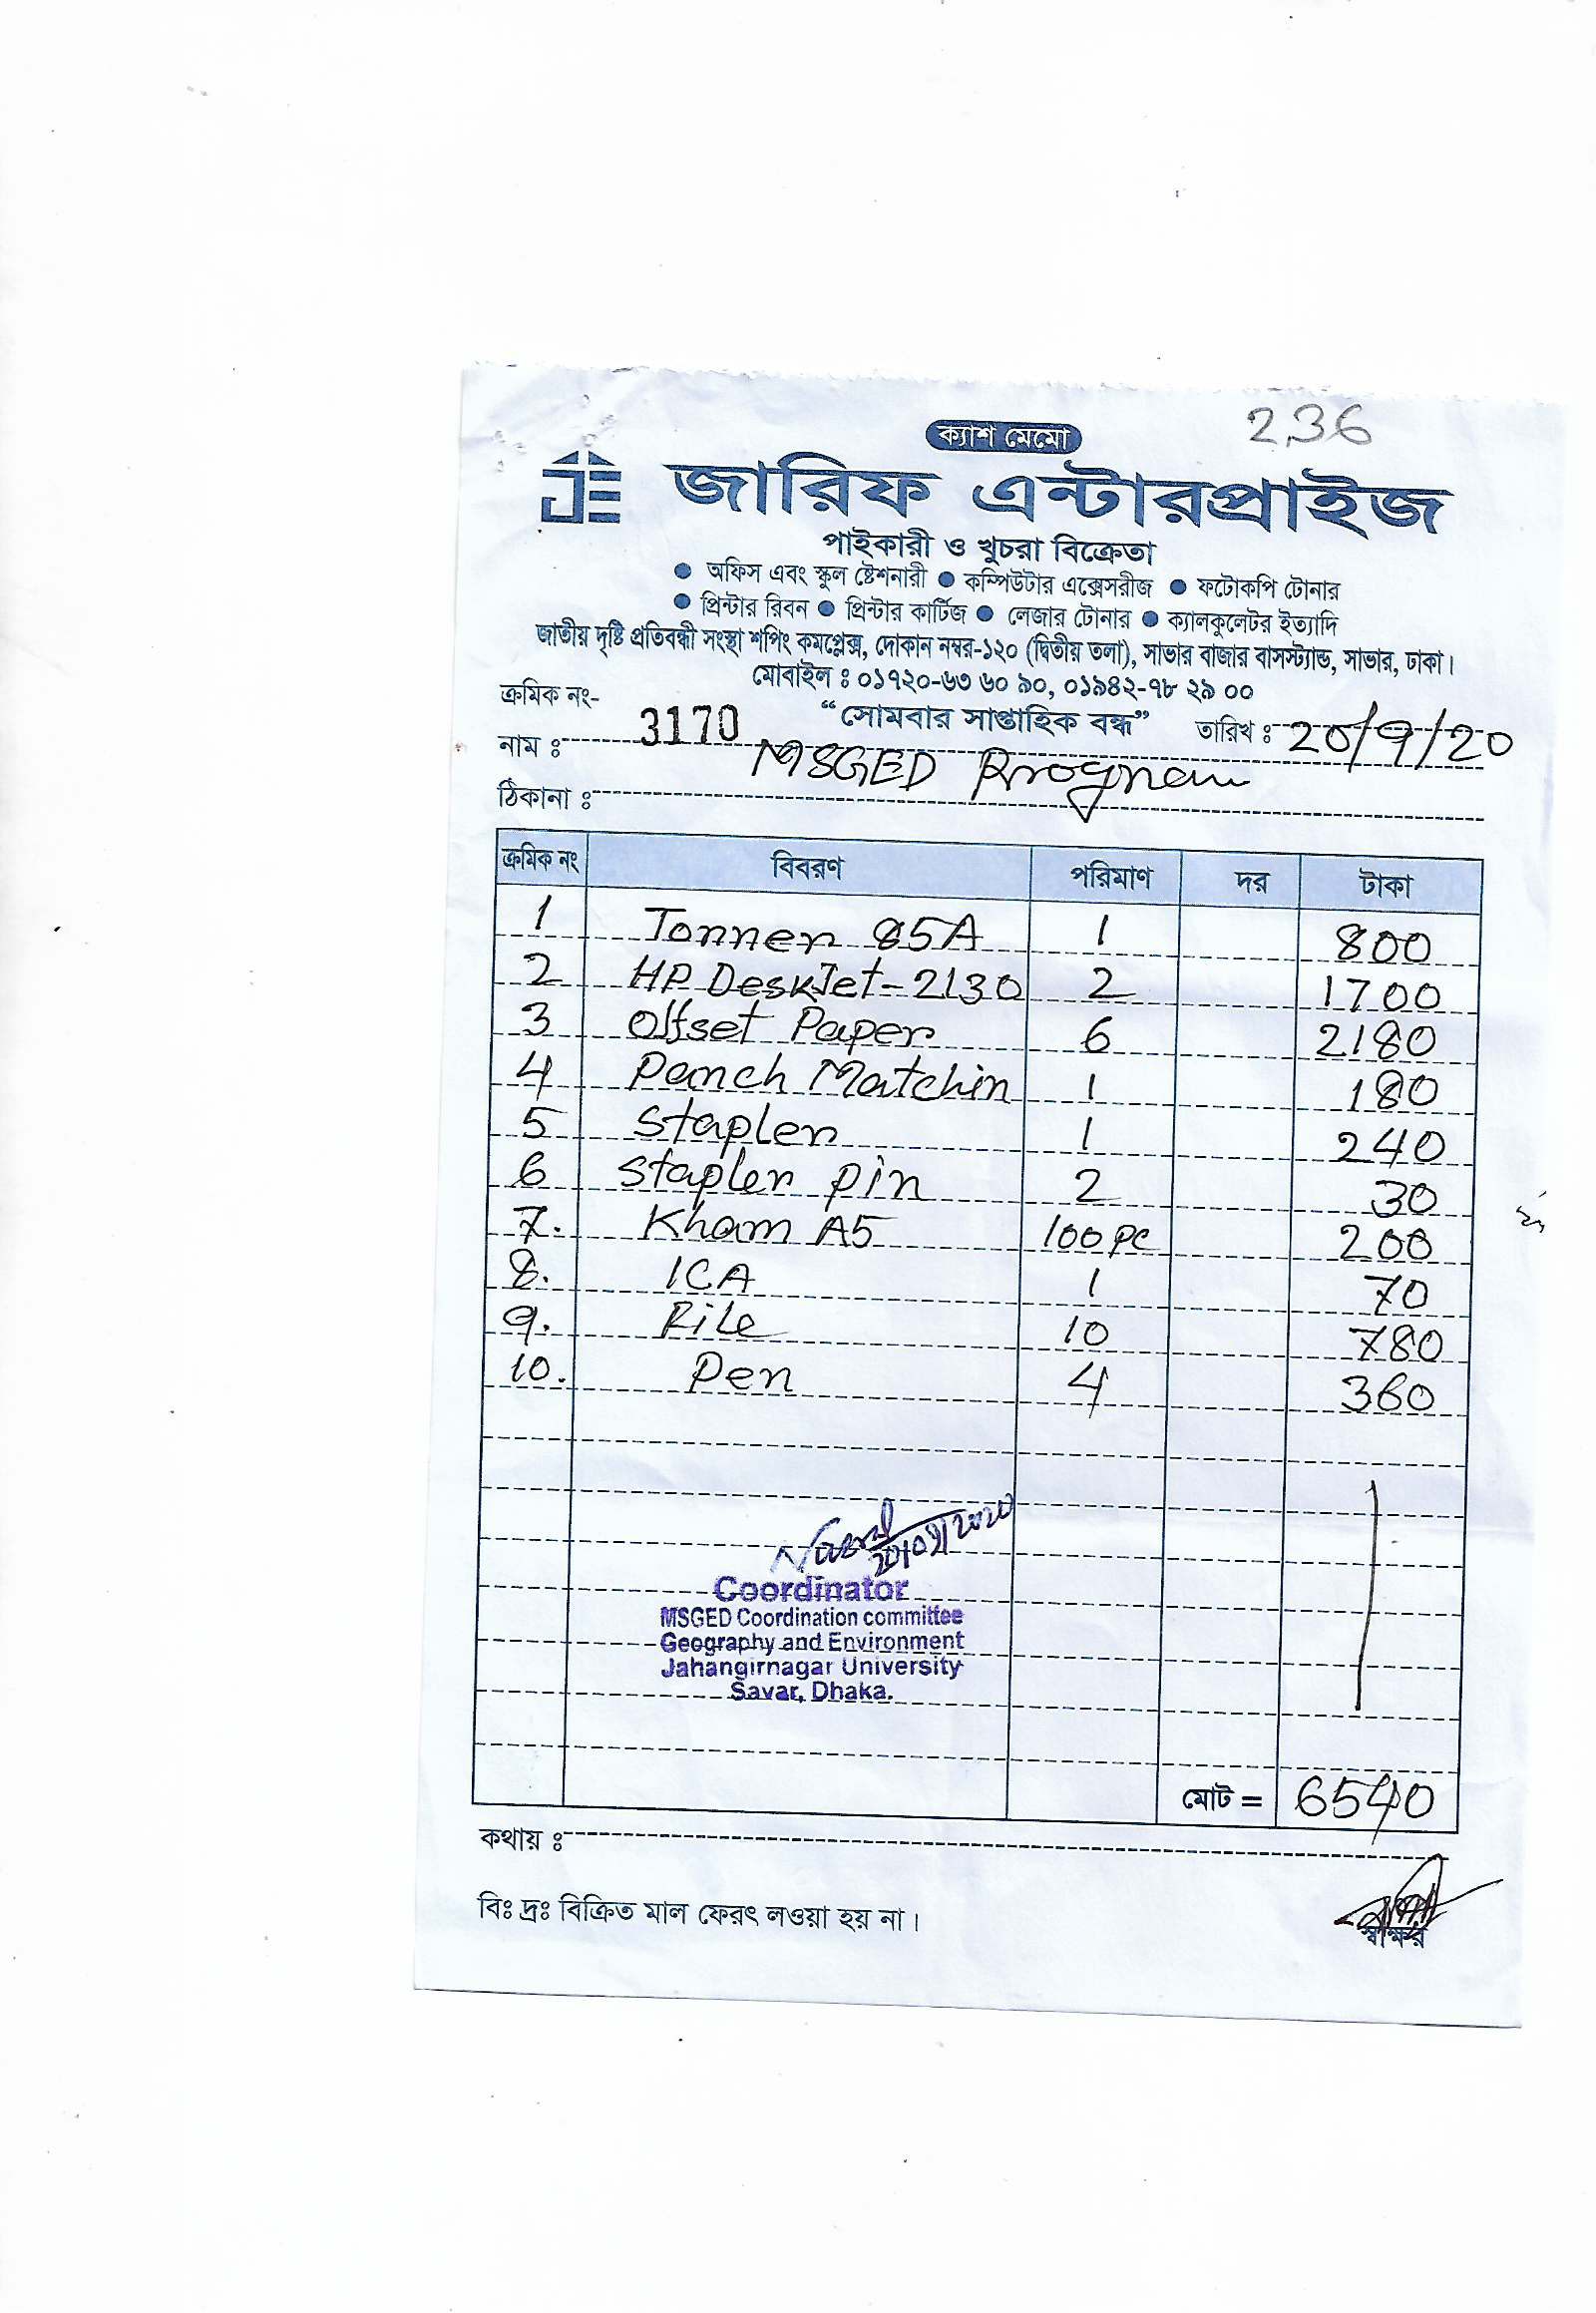 236
ক্যাশ মেমো
JE জারিফ এন্টারপ্রাইজ
পাইকারী ও খুচরা বিক্রেতা
● অফিস এবং স্কুল ষ্টেশনারী ● কম্পিউটার এক্সেসরীজ ● ফটোকপি টোনার
● প্রিন্টার রিবন ● প্রিন্টার কার্টিজ ● লেজার টোনার ● ক্যালকুলেটর ইত্যাদি
জাতীয় দৃষ্টি প্রতিবন্ধী সংস্থা শপিং কমপ্লেক্স, দোকান নম্বর-১২০ (দ্বিতীয় তলা), সাভার বাজার বাসস্ট্যান্ড, সাভার, ঢাকা।
মোবাইল ঃ ০১৭২০-৬৩ ৬০ ৯০, ০১৯৪২-৭৮ ২৯ ০০
ক্রমিক নং- 3170 “সোমবার সাপ্তাহিক বন্ধ” তারিখ ঃ 20/9/20
নাম ঃ MSGED Program
ঠিকানা ঃ
ক্রমিক নং বিবরণ পরিমাণ দর টাকা
1 Tonner 85A 1 800
2 HP DeskJet-2130 2 1700
3 Offset Paper 6 2180
4 Panch Matchin 1 180
5 Stapler 1 240
6 Stapler pin 2 30
7. Kham A5 100 PC 200
8. ICA 1 70
9. File 10 780
10. Pen 4 360
20/09/2020
Coordinator
MSGED Coordination committee
Geography and Environment
Jahangirnagar University
Savar, Dhaka.
মোট = 6540
কথায় ঃ
বিঃ দ্রঃ বিক্রিত মাল ফেরৎ লওয়া হয় না।
স্বাক্ষর